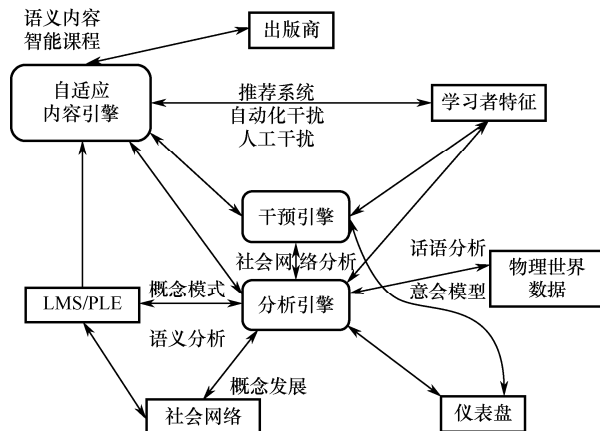 语义内容
智能课程
出版商
自适应
内容引擎
推荐系统
自动化干扰
人工干扰
学习者特征
干预引擎
社会网络分析
话语分析
物理世界
数据
概念模式
LMS/PLE
分析引擎
意会模型
语义分析
概念发展
社会网络
仪表盘